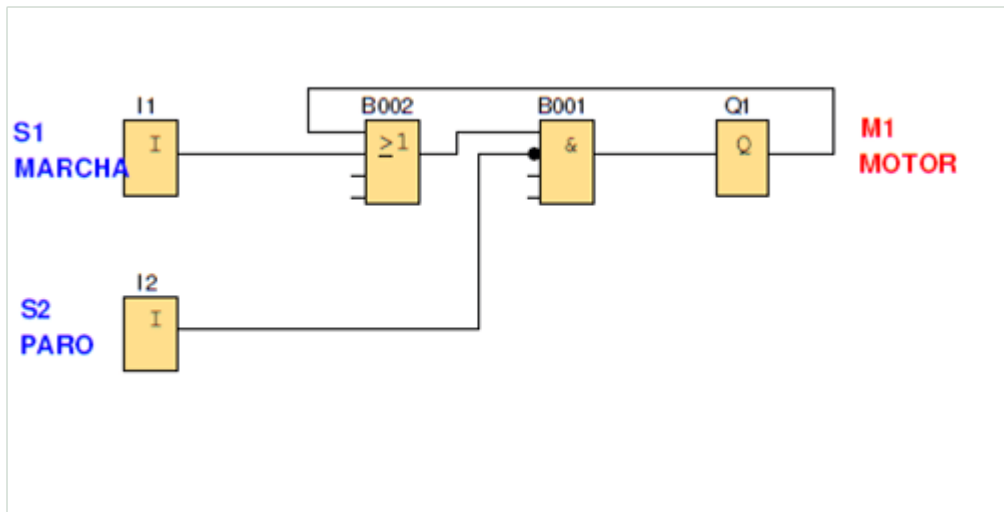 I1
B002
B001
Q1
S1
MARCHA
I
≥1
&
Q
M1
MOTOR
I2
S2
PARO
I